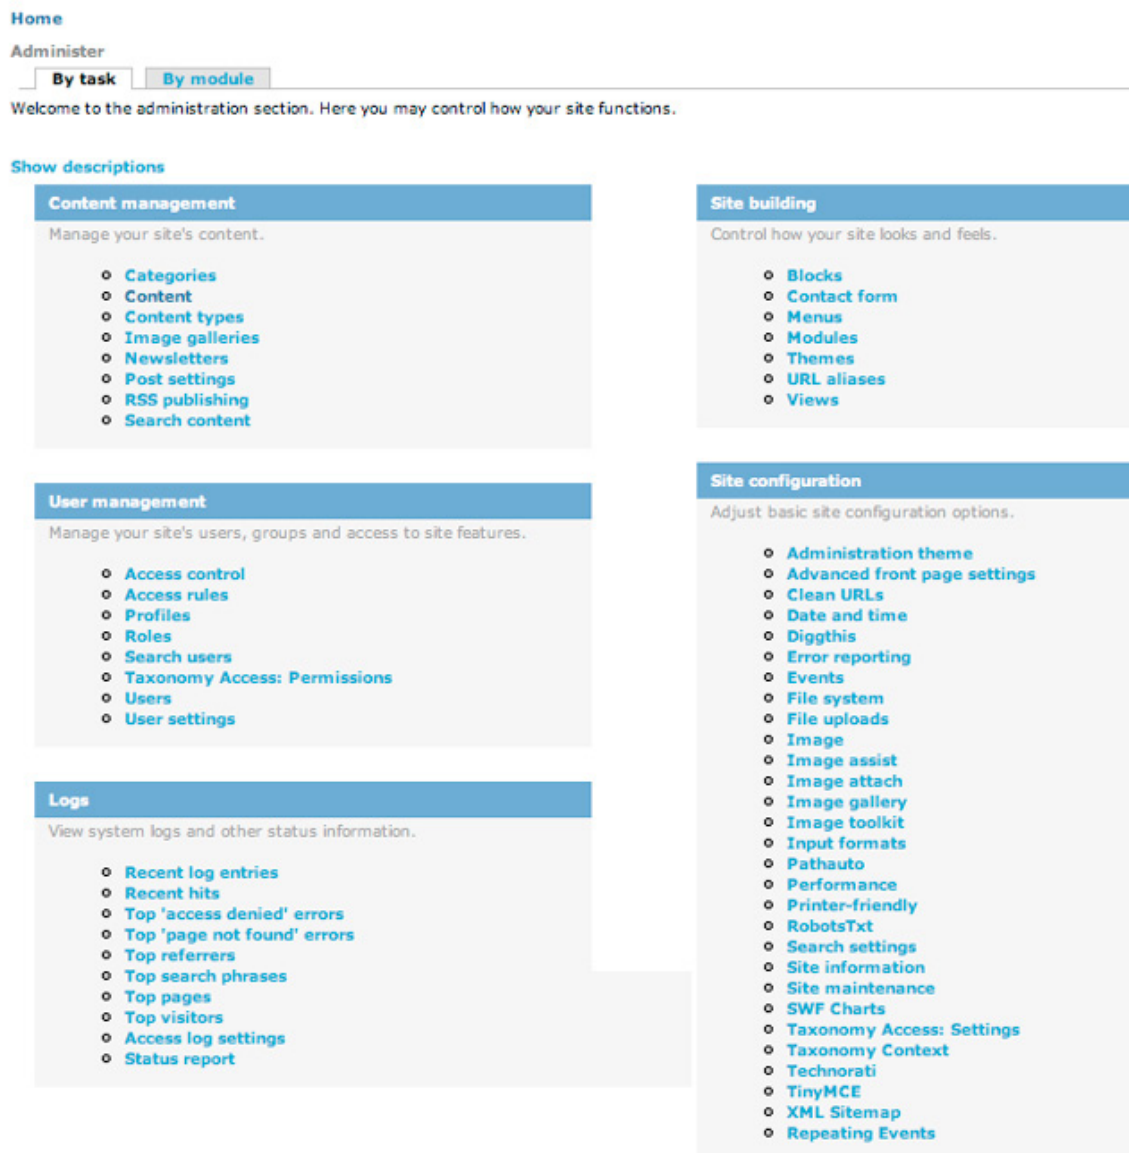 Home
Administer
By task By module
Welcome to the administration section. Here you may control how your site functions.
Show descriptions
Content management
Manage your site's content.
Categories
Content
Content types
Image galleries
Newsletters
Post settings
RSS publishing
Search content
User management
Manage your site's users, groups and access to site features.
Access control
Access rules
Profiles
Roles
Search users
Taxonomy Access: Permissions
Users
User settings
Logs
View system logs and other status information.
Recent log entries
Recent hits
Top 'access denied' errors
Top 'page not found' errors
Top referrers
Top search phrases
Top pages
Top visitors
Access log settings
Status report
Site building
Control how your site looks and feels.
Blocks
Contact form
Menus
Modules
Themes
URL aliases
Views
Site configuration
Adjust basic site configuration options.
Administration theme
Advanced front page settings
Clean URLs
Date and time
Diggthis
Error reporting
Events
File system
File uploads
Image
Image assist
Image attach
Image gallery
Image toolkit
Input formats
Pathauto
Performance
Printer-friendly
RobotsTxt
Search settings
Site information
Site maintenance
SWF Charts
Taxonomy Access: Settings
Taxonomy Context
Technorati
TinyMCE
XML Sitemap
Repeating Events